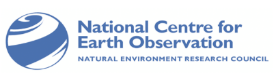 National Centre for
Earth Observation
NATURAL ENVIRONMENT RESEARCH COUNCIL